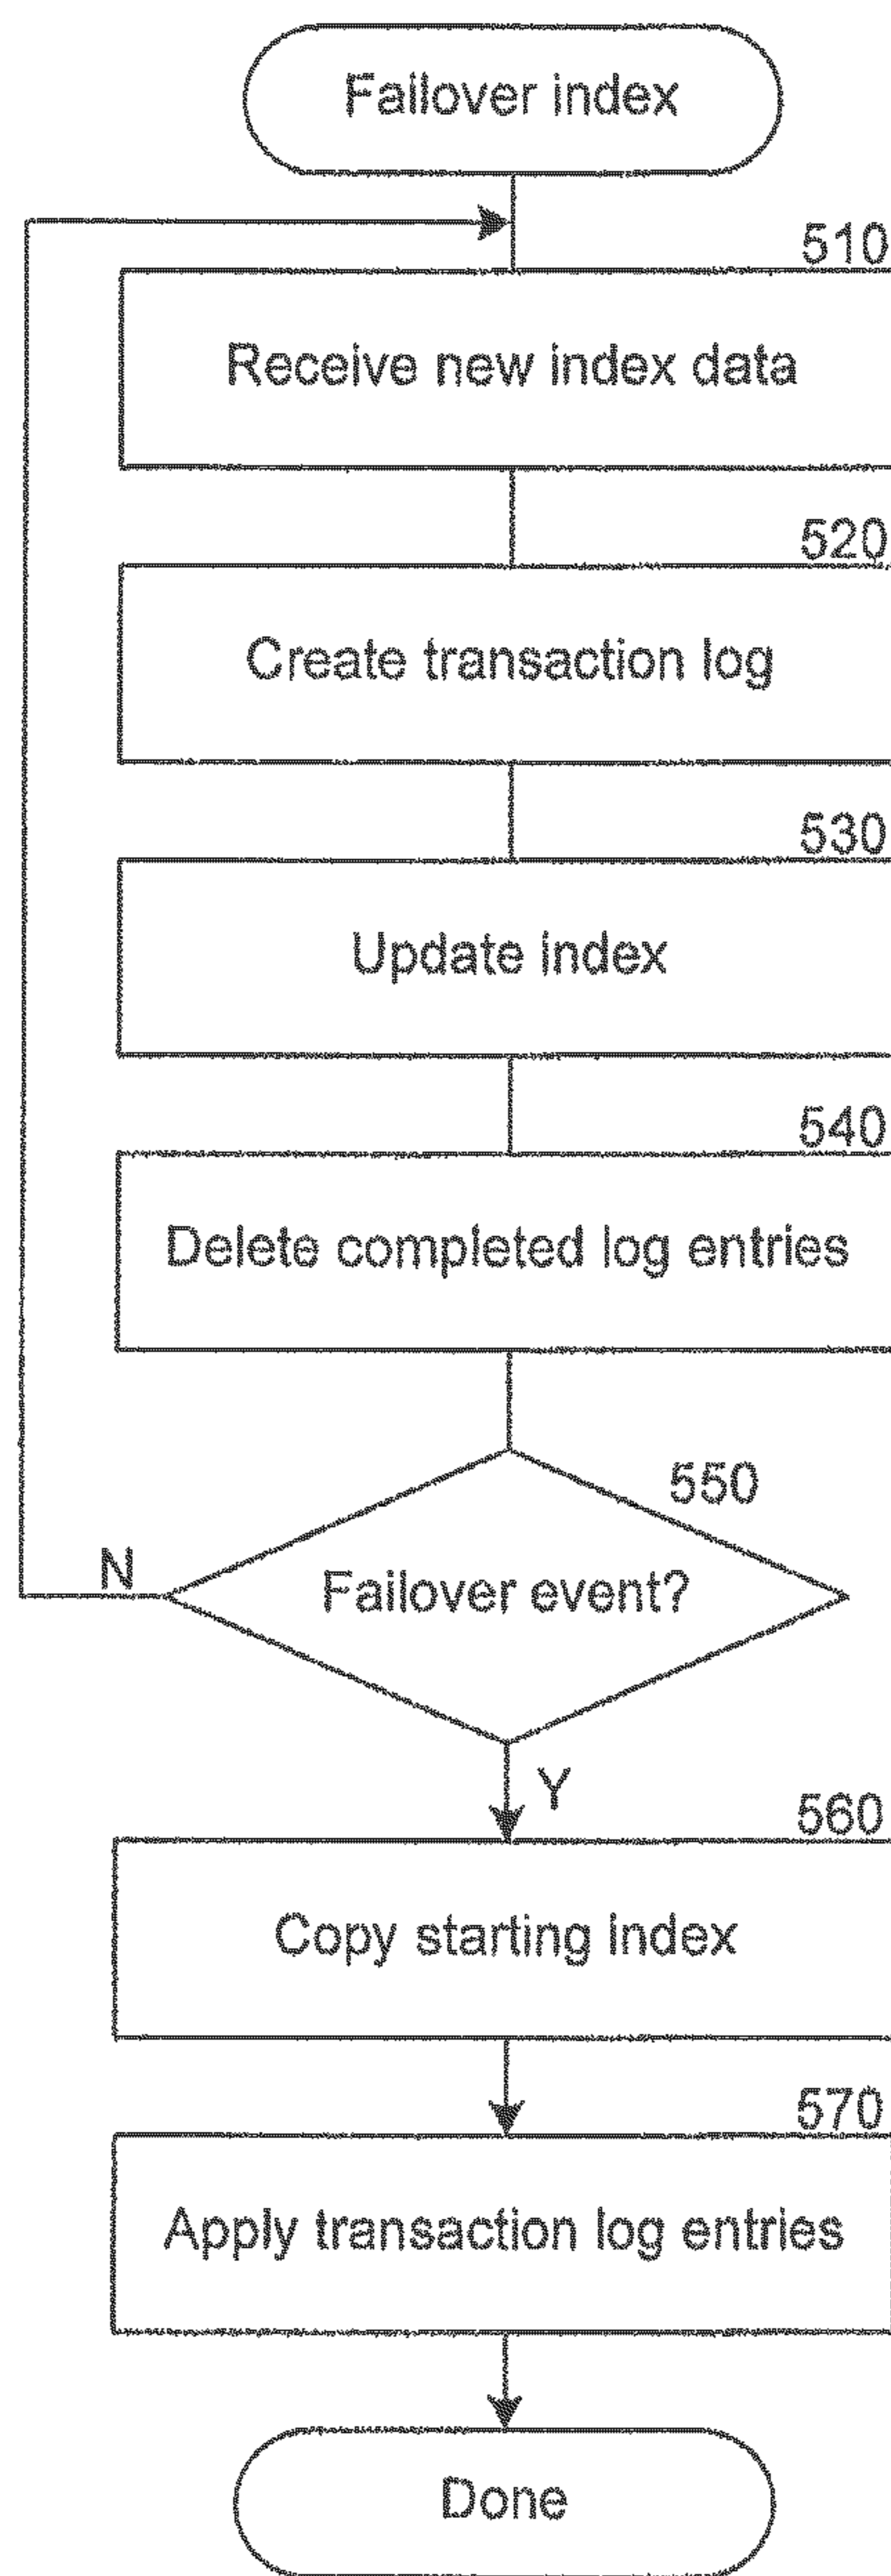 Failover index
510
Receive new index data
520
Create transaction log
530
Update index
540
Delete completed log entries
550
N
Failover event?
Y
560
Copy starting index
570
Apply transaction log entries
Done